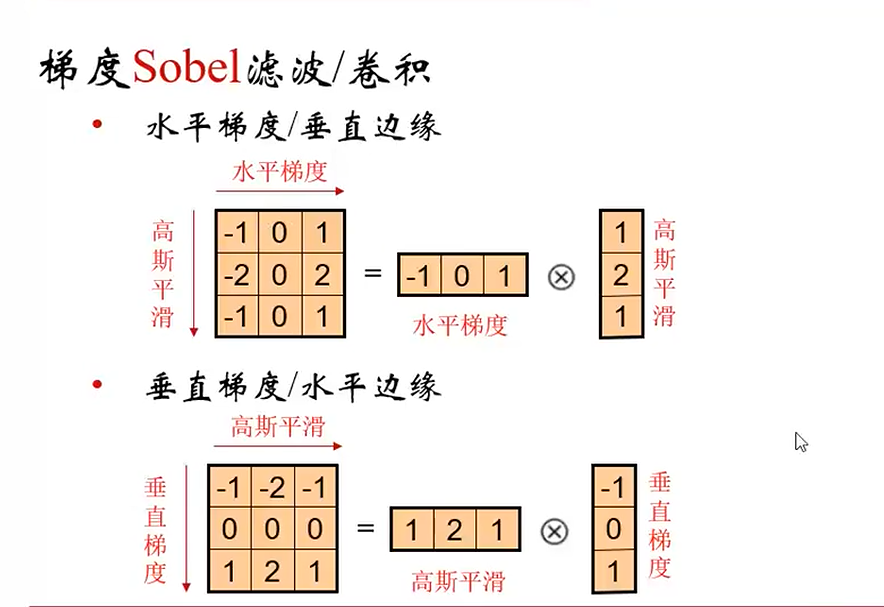 梯度Sobel滤波/卷积
• 水平梯度/垂直边缘
水平梯度
高斯平滑
-1 0 1
-2 0 2
-1 0 1
=
-1 0 1
水平梯度
⊗
1
2
1
高斯平滑
• 垂直梯度/水平边缘
高斯平滑
垂直梯度
-1 -2 -1
0 0 0
1 2 1
=
1 2 1
高斯平滑
⊗
-1
0
1
垂直梯度